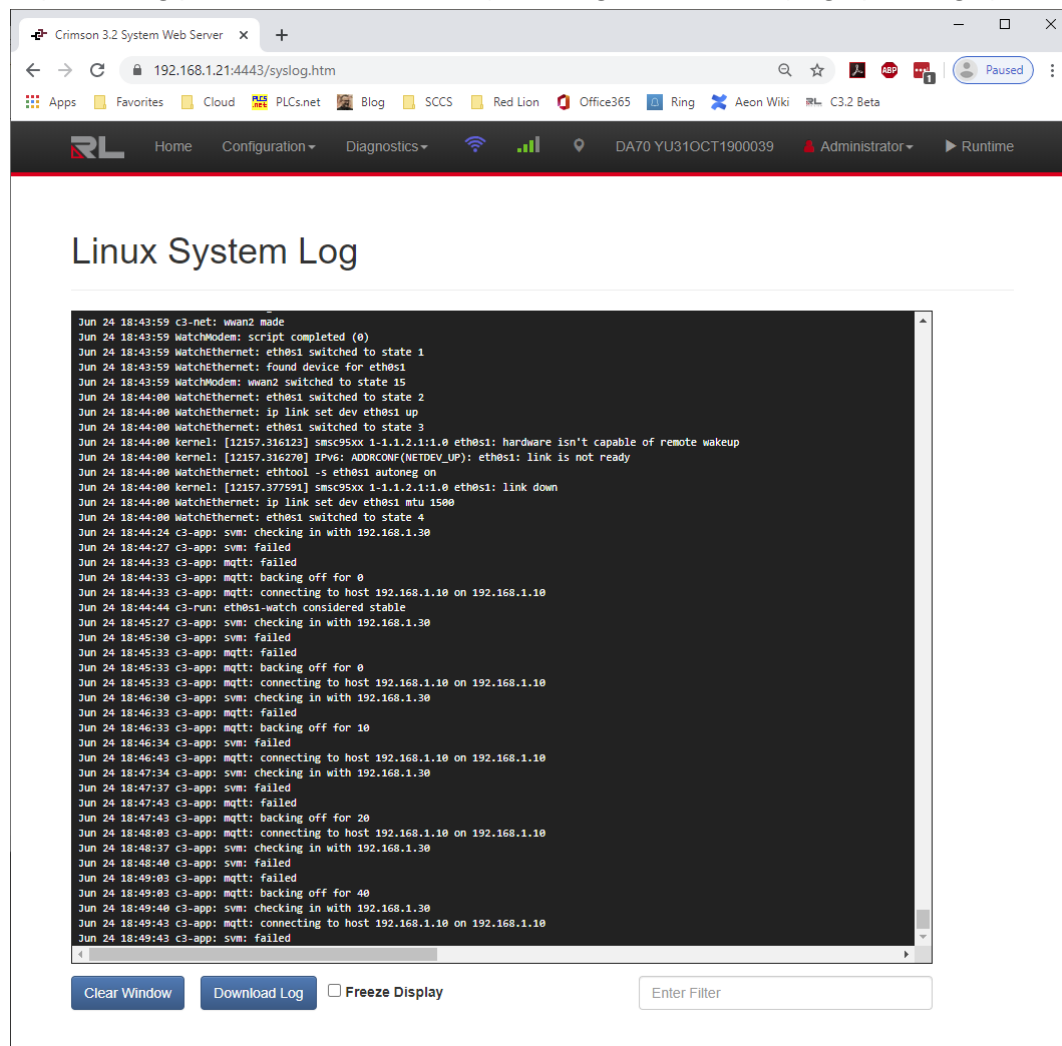 Crimson 3.2 System Web Server
192.168.1.21:4443/syslog.htm
Paused
Apps Favorites Cloud PLCs.net Blog SCCS Red Lion Office365 Ring Aeon Wiki C3.2 Beta
RL Home Configuration Diagnostics DA70 YU31OCT1900039 Administrator Runtime
Linux System Log
Jun 24 18:43:59 c3-net: wwan2 made
Jun 24 18:43:59 WatchModem: script completed (0)
Jun 24 18:43:59 WatchEthernet: eth0s1 switched to state 1
Jun 24 18:43:59 WatchEthernet: found device for eth0s1
Jun 24 18:43:59 WatchModem: wwan2 switched to state 15
Jun 24 18:44:00 WatchEthernet: eth0s1 switched to state 2
Jun 24 18:44:00 WatchEthernet: ip link set dev eth0s1 up
Jun 24 18:44:00 WatchEthernet: eth0s1 switched to state 3
Jun 24 18:44:00 kernel: [12157.316123] smsc95xx 1-1.1.2.1:1.0 eth0s1: hardware isn't capable of remote wakeup
Jun 24 18:44:00 kernel: [12157.316270] IPv6: ADDRCONF(NETDEV_UP): eth0s1: link is not ready
Jun 24 18:44:00 WatchEthernet: ethtool -s eth0s1 autoneg on
Jun 24 18:44:00 kernel: [12157.377591] smsc95xx 1-1.1.2.1:1.0 eth0s1: link down
Jun 24 18:44:00 WatchEthernet: ip link set dev eth0s1 mtu 1500
Jun 24 18:44:00 WatchEthernet: eth0s1 switched to state 4
Jun 24 18:44:24 c3-app: svm: checking in with 192.168.1.30
Jun 24 18:44:27 c3-app: svm: failed
Jun 24 18:44:33 c3-app: mqtt: failed
Jun 24 18:44:33 c3-app: mqtt: backing off for 0
Jun 24 18:44:33 c3-app: mqtt: connecting to host 192.168.1.10 on 192.168.1.10
Jun 24 18:44:44 c3-run: eth0s1-watch considered stable
Jun 24 18:45:27 c3-app: svm: checking in with 192.168.1.30
Jun 24 18:45:30 c3-app: svm: failed
Jun 24 18:45:33 c3-app: mqtt: failed
Jun 24 18:45:33 c3-app: mqtt: backing off for 0
Jun 24 18:45:33 c3-app: mqtt: connecting to host 192.168.1.10 on 192.168.1.10
Jun 24 18:46:30 c3-app: svm: checking in with 192.168.1.30
Jun 24 18:46:33 c3-app: mqtt: failed
Jun 24 18:46:33 c3-app: mqtt: backing off for 10
Jun 24 18:46:34 c3-app: svm: failed
Jun 24 18:46:43 c3-app: mqtt: connecting to host 192.168.1.10 on 192.168.1.10
Jun 24 18:47:34 c3-app: svm: checking in with 192.168.1.30
Jun 24 18:47:37 c3-app: svm: failed
Jun 24 18:47:43 c3-app: mqtt: failed
Jun 24 18:47:43 c3-app: mqtt: backing off for 20
Jun 24 18:48:03 c3-app: mqtt: connecting to host 192.168.1.10 on 192.168.1.10
Jun 24 18:48:37 c3-app: svm: checking in with 192.168.1.30
Jun 24 18:48:40 c3-app: svm: failed
Jun 24 18:49:03 c3-app: mqtt: failed
Jun 24 18:49:03 c3-app: mqtt: backing off for 40
Jun 24 18:49:40 c3-app: svm: checking in with 192.168.1.30
Jun 24 18:49:43 c3-app: mqtt: connecting to host 192.168.1.10 on 192.168.1.10
Jun 24 18:49:43 c3-app: svm: failed
Clear Window Download Log Freeze Display Enter Filter